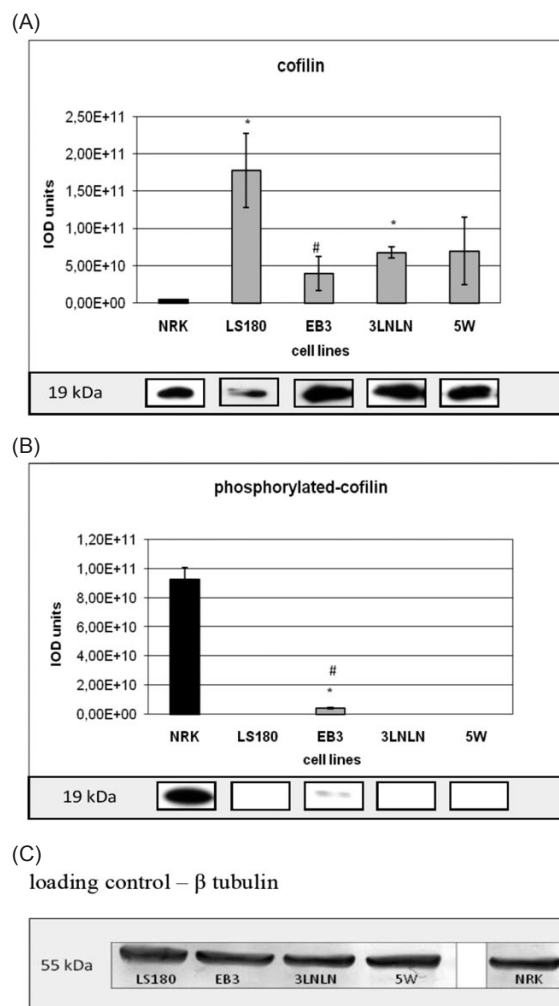 (A)
cofilin
2,50E+11
*
2,00E+11
1,50E+11
1,00E+11
#
*
5,00E+10
0,00E+00
IOD units
NRK LS180 EB3 3LNLN 5W
cell lines
19 kDa
(B)
phosphorylated-cofilin
1,20E+11
1,00E+11
8,00E+10
6,00E+10
4,00E+10
2,00E+10
0,00E+00
IOD units
#
*
NRK LS180 EB3 3LNLN 5W
cell lines
19 kDa
(C)
loading control – β tubulin
55 kDa
LS180 EB3 3LNLN 5W NRK